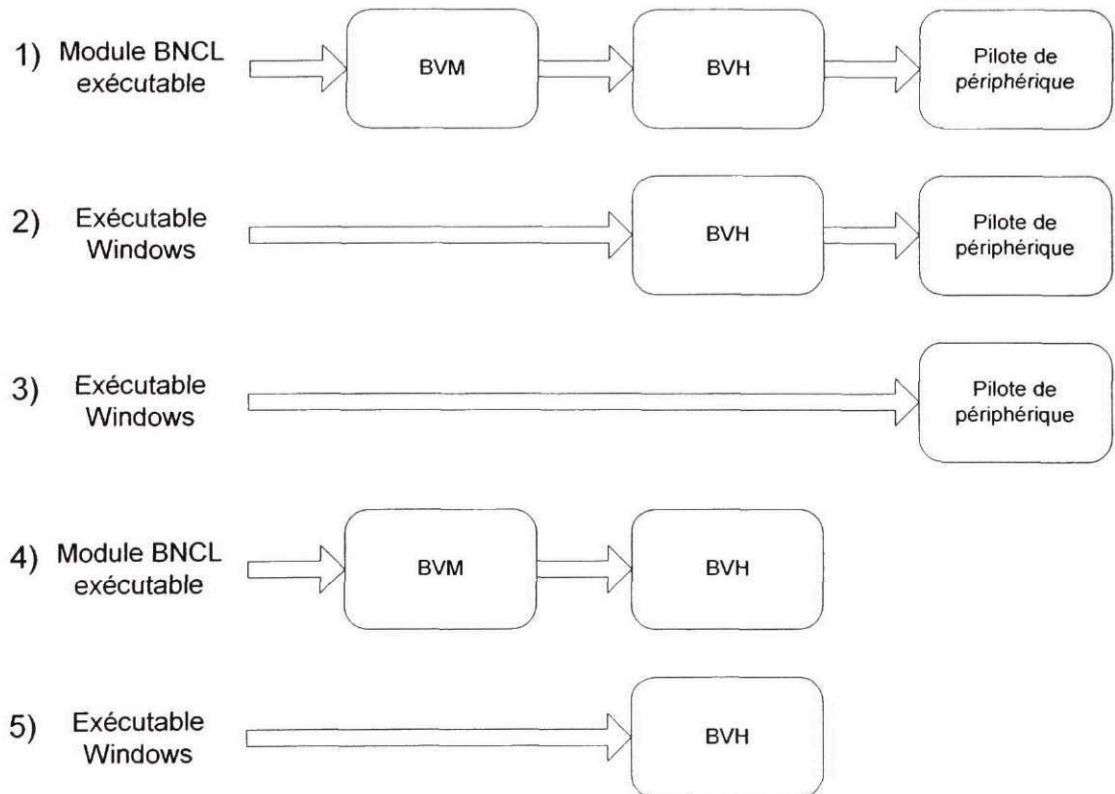 1) Module BNCL
exécutable
BVM
BVH
Pilote de
périphérique
2) Exécutable
Windows
BVH
Pilote de
périphérique
3) Exécutable
Windows
Pilote de
périphérique
4) Module BNCL
exécutable
BVM
BVH
5) Exécutable
Windows
BVH